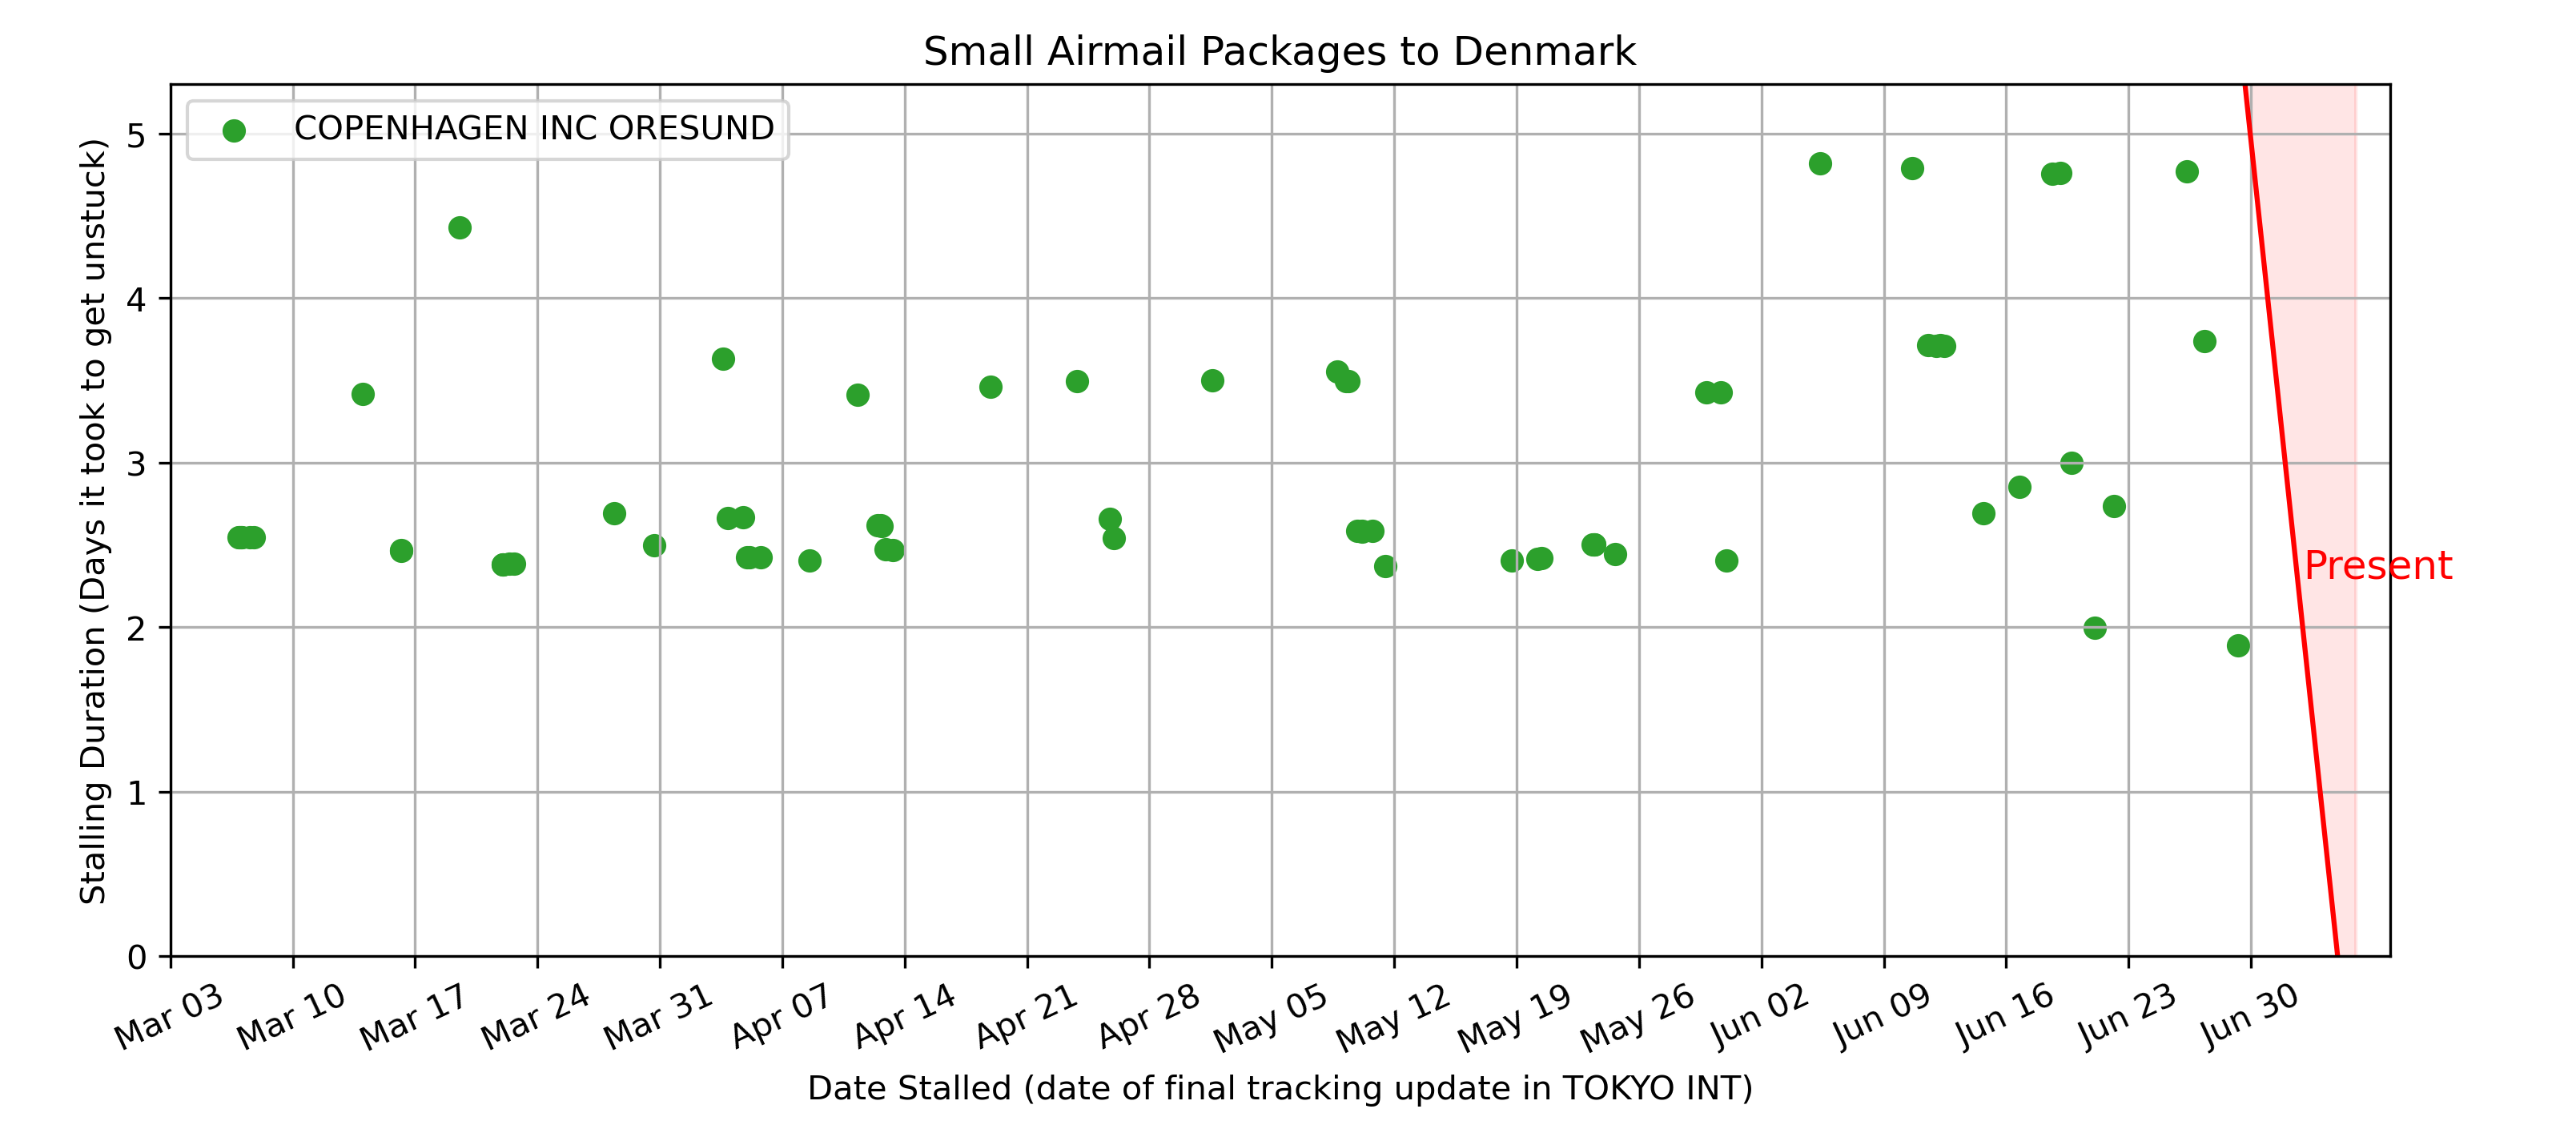 Small Airmail Packages to Denmark
COPENHAGEN INC ORESUND
Stalling Duration (Days it took to get unstuck)
5
4
3
2
1
0
Present
Mar 03
Mar 10
Mar 17
Mar 24
Mar 31
Apr 07
Apr 14
Apr 21
Apr 28
May 05
May 12
May 19
May 26
Jun 02
Jun 09
Jun 16
Jun 23
Jun 30
Date Stalled (date of final tracking update in TOKYO INT)